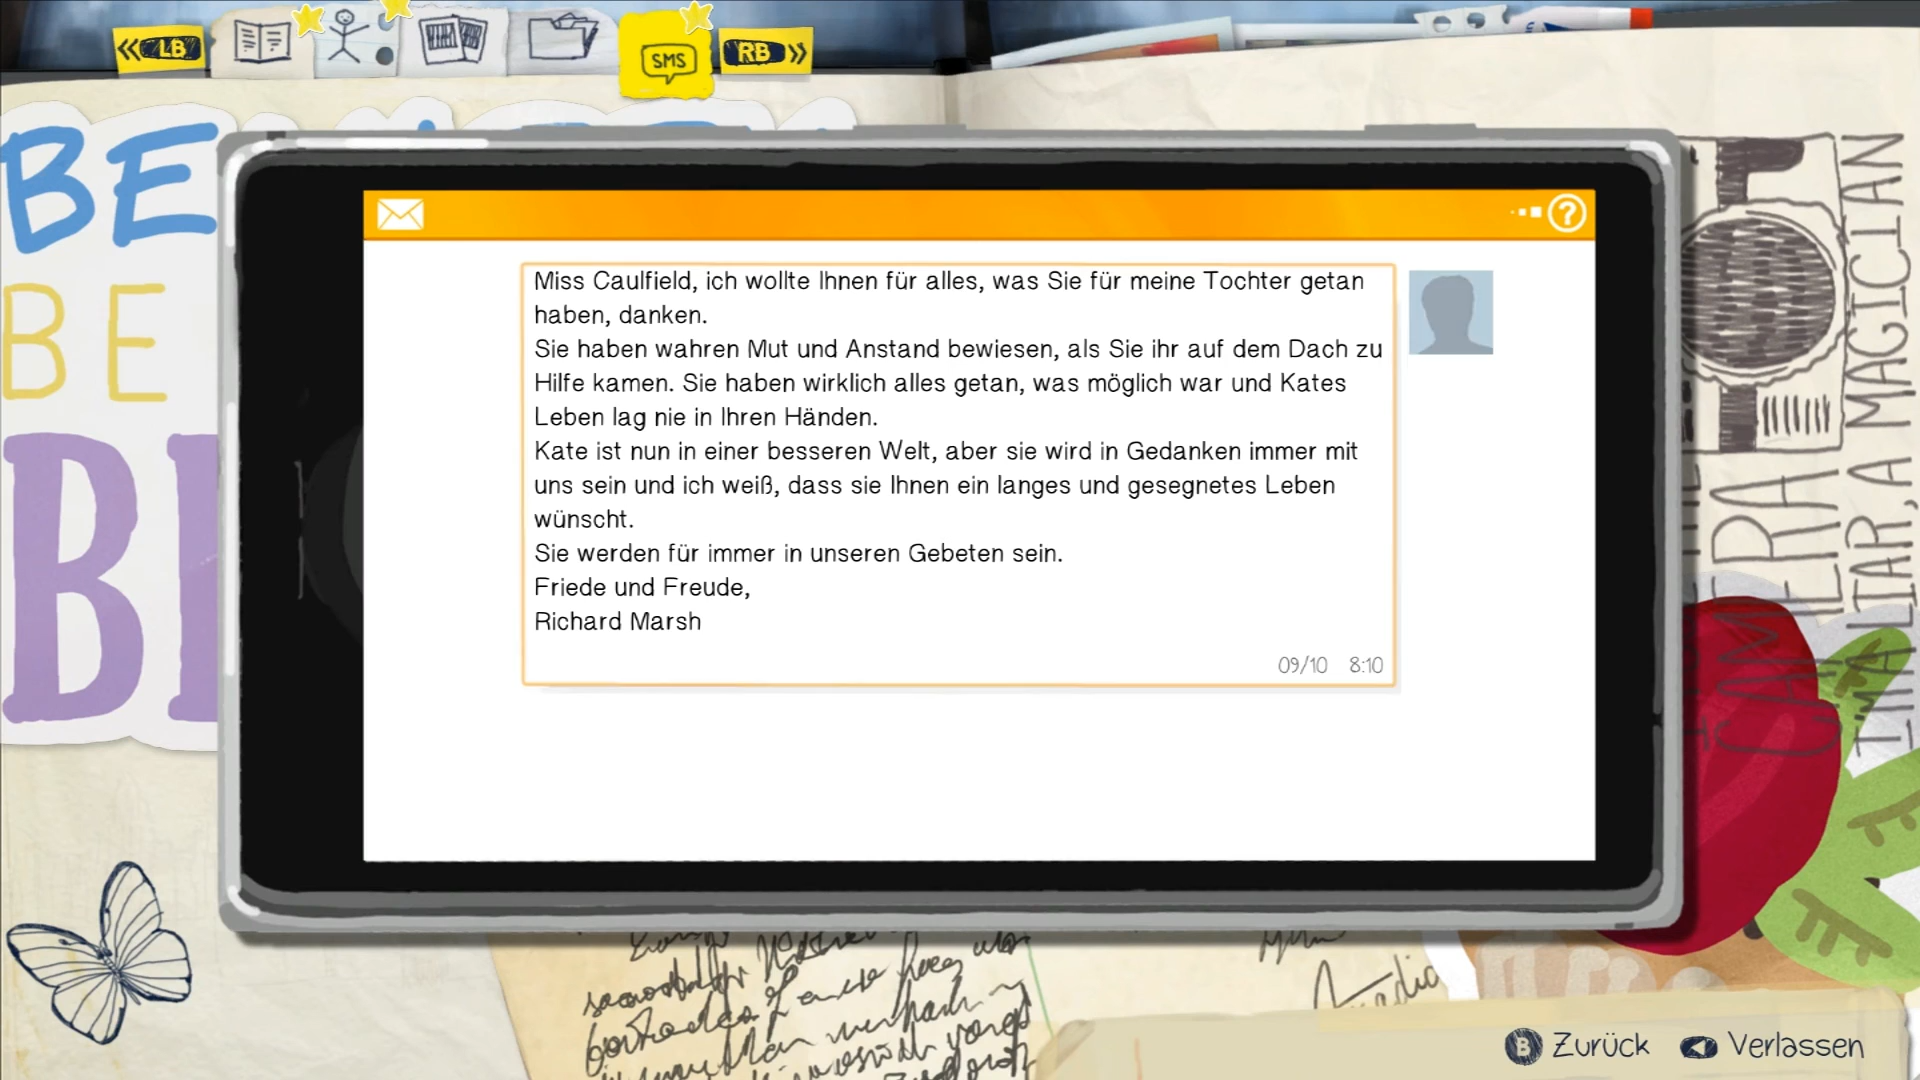 LB
SMS
RB
BE
BE
Miss Caulfield, ich wollte Ihnen für alles, was Sie für meine Tochter getan
haben, danken.
Sie haben wahren Mut und Anstand bewiesen, als Sie ihr auf dem Dach zu
Hilfe kamen. Sie haben wirklich alles getan, was möglich war und Kates
Leben lag nie in Ihren Händen.
Kate ist nun in einer besseren Welt, aber sie wird in Gedanken immer mit
uns sein und ich weiß, dass sie Ihnen ein langes und gesegnetes Leben
wünscht.
Sie werden für immer in unseren Gebeten sein.
Friede und Freude,
Richard Marsh
09/10 8:10
CAMERA
LIAR, A MAGICIAN
B Zurück
Verlassen